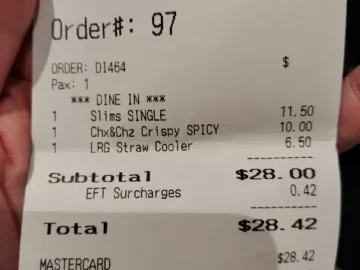 Order#: 97
ORDER: DI464 $
Pax: 1
*** DINE IN ***
1 Slims SINGLE 11.50
1 Chx&Chz Crispy SPICY 10.00
1 LRG Straw Cooler 6.50
----------
Subtotal $28.00
EFT Surcharges 0.42
----------
Total $28.42
MASTERCARD $28.42